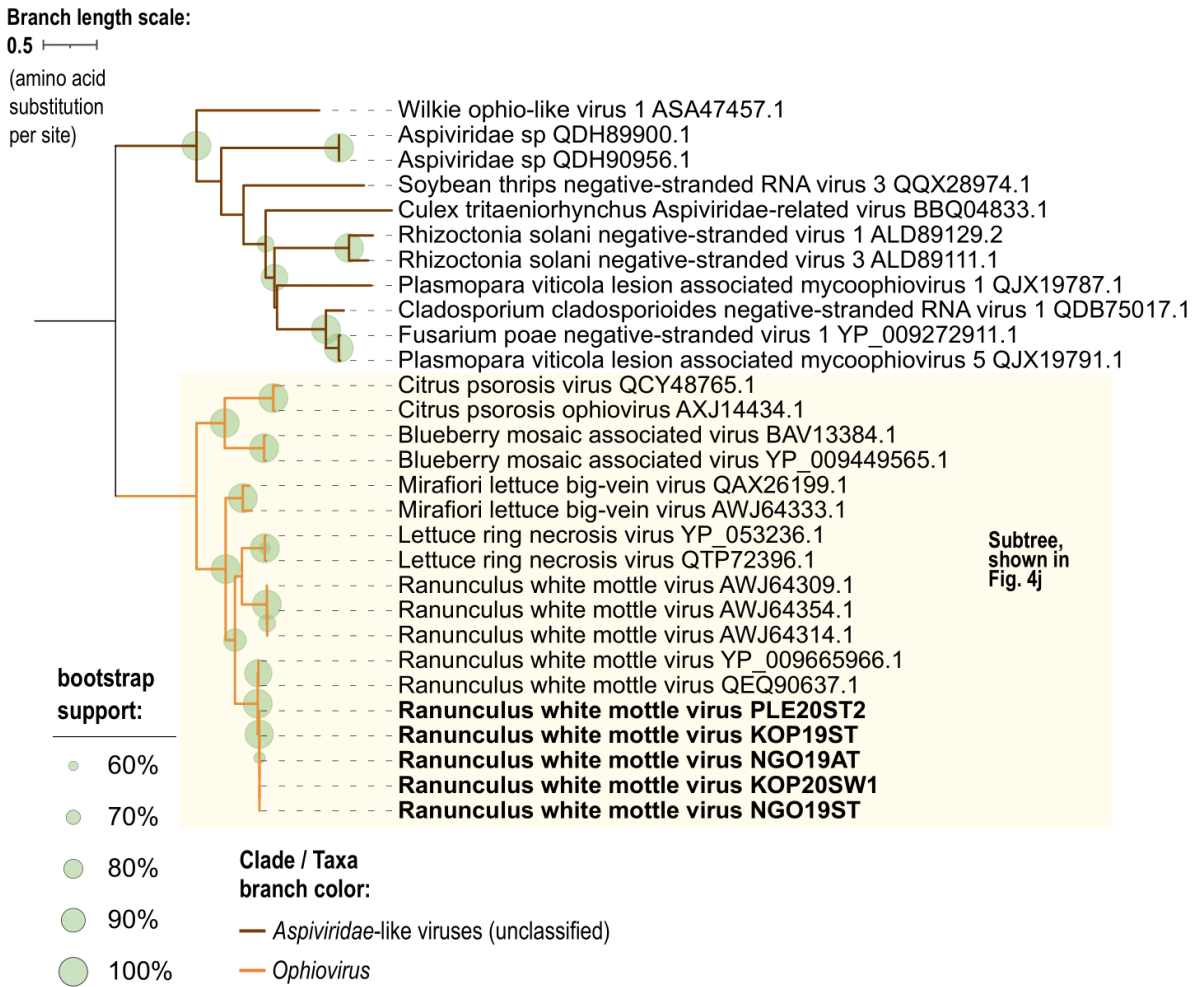 Branch length scale:
0.5
(amino acid
substitution
per site)
Wilkie ophio-like virus 1 ASA47457.1
Aspiviridae sp QDH89900.1
Aspiviridae sp QDH90956.1
Soybean thrips negative-stranded RNA virus 3 QQX28974.1
Culex tritaeniorhynchus Aspiviridae-related virus BBQ04833.1
Rhizoctonia solani negative-stranded virus 1 ALD89129.2
Rhizoctonia solani negative-stranded virus 3 ALD89111.1
Plasmopara viticola lesion associated mycoophiovirus 1 QJX19787.1
Cladosporium cladosporioides negative-stranded RNA virus 1 QDB75017.1
Fusarium poae negative-stranded virus 1 YP_009272911.1
Plasmopara viticola lesion associated mycoophiovirus 5 QJX19791.1
Citrus psorosis virus QCY48765.1
Citrus psorosis ophiovirus AXJ14434.1
Blueberry mosaic associated virus BAV13384.1
Blueberry mosaic associated virus YP_009449565.1
Mirafiori lettuce big-vein virus QAX26199.1
Mirafiori lettuce big-vein virus AWJ64333.1
Lettuce ring necrosis virus YP_053236.1
Lettuce ring necrosis virus QTP72396.1
Ranunculus white mottle virus AWJ64309.1
Ranunculus white mottle virus AWJ64354.1
Ranunculus white mottle virus AWJ64314.1
Ranunculus white mottle virus YP_009665966.1
Ranunculus white mottle virus QEQ90637.1
Ranunculus white mottle virus PLE20ST2
Ranunculus white mottle virus KOP19ST
Ranunculus white mottle virus NGO19AT
Ranunculus white mottle virus KOP20SW1
Ranunculus white mottle virus NGO19ST
Subtree,
shown in
Fig. 4j
bootstrap
support:
60%
70%
80%
90%
100%
Clade / Taxa
branch color:
Aspiviridae-like viruses (unclassified)
Ophiovirus